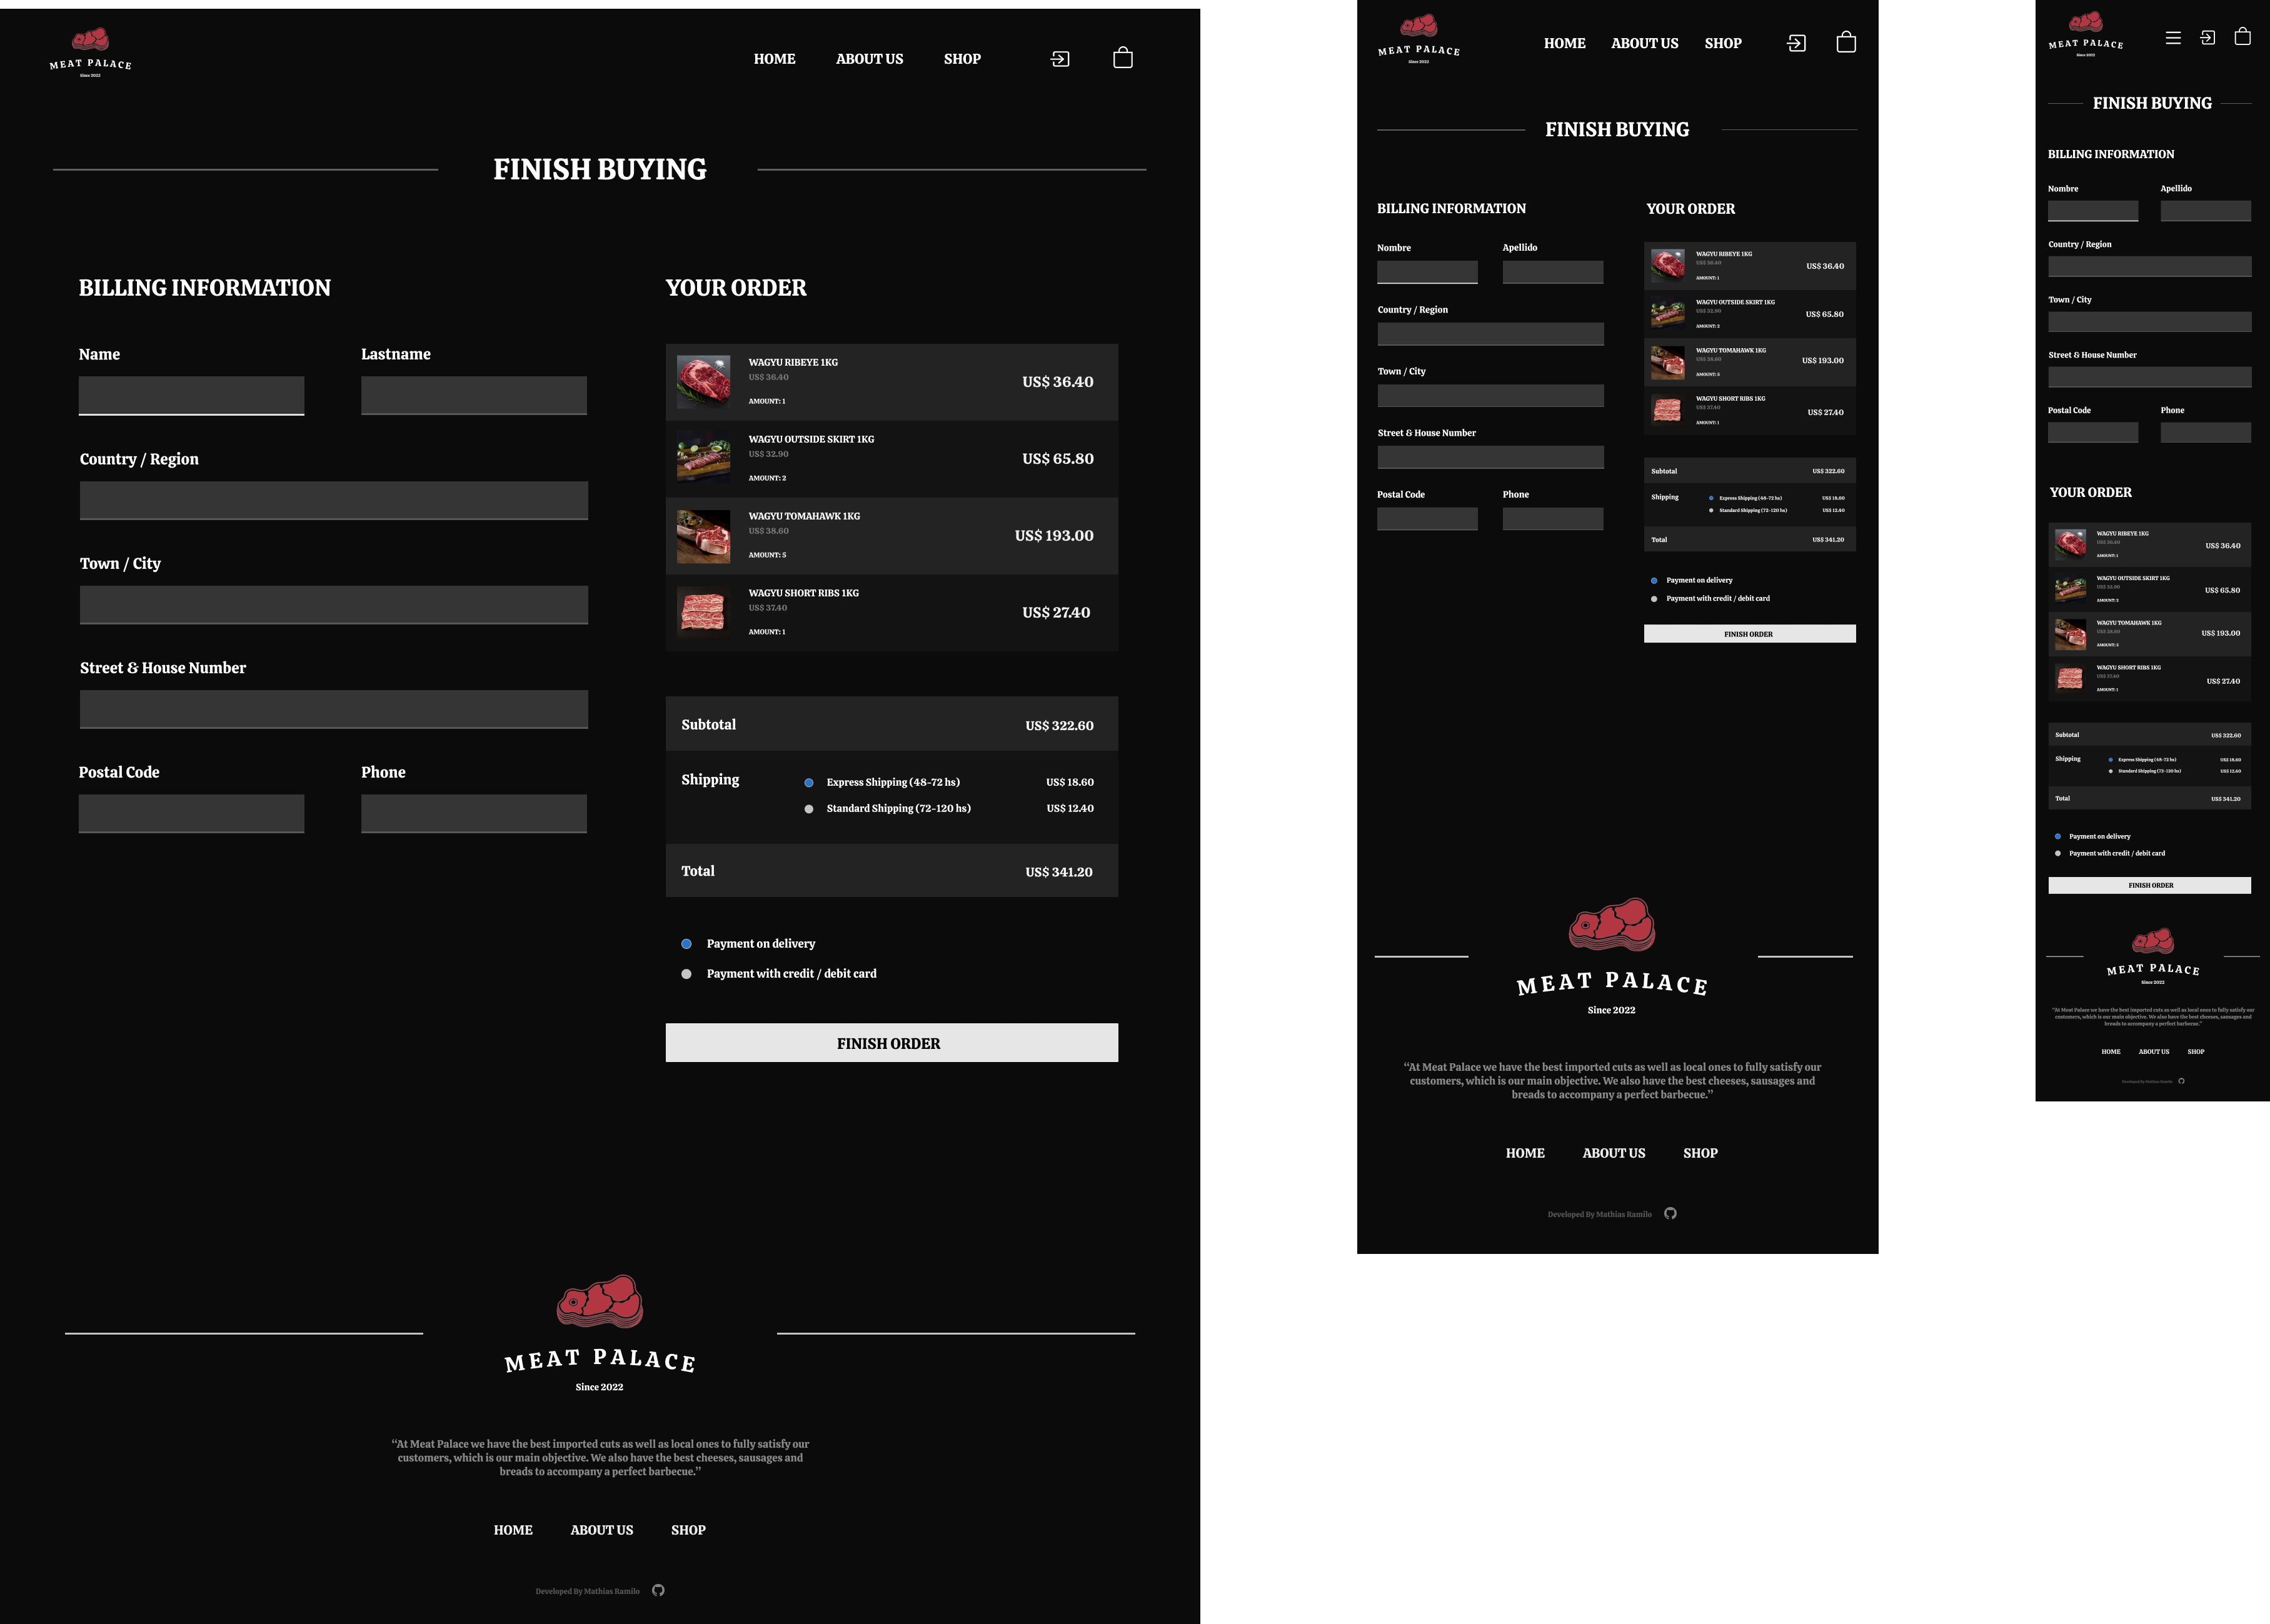 MEAT PALACE
Since 2022
HOME ABOUT US SHOP
FINISH BUYING
BILLING INFORMATION
Name Lastname
Country / Region
Town / City
Street & House Number
Postal Code Phone
YOUR ORDER
WAGYU RIBEYE 1KG
US$ 36.40
AMOUNT: 1
US$ 36.40
WAGYU OUTSIDE SKIRT 1KG
US$ 32.90
AMOUNT: 2
US$ 65.80
WAGYU TOMAHAWK 1KG
US$ 38.60
AMOUNT: 5
US$ 193.00
WAGYU SHORT RIBS 1KG
US$ 37.40
AMOUNT: 1
US$ 27.40
Subtotal US$ 322.60
Shipping
Express Shipping (48-72 hs) US$ 18.60
Standard Shipping (72-120 hs) US$ 12.40
Total US$ 341.20
Payment on delivery
Payment with credit / debit card
FINISH ORDER
MEAT PALACE
Since 2022
“At Meat Palace we have the best imported cuts as well as local ones to fully satisfy our
customers, which is our main objective. We also have the best cheeses, sausages and
breads to accompany a perfect barbecue.”
HOME ABOUT US SHOP
Developed By Mathias Ramilo
MEAT PALACE
Since 2022
HOME ABOUT US SHOP
FINISH BUYING
BILLING INFORMATION
Nombre Apellido
Country / Region
Town / City
Street & House Number
Postal Code Phone
YOUR ORDER
WAGYU RIBEYE 1KG
US$ 36.40
AMOUNT: 1
US$ 36.40
WAGYU OUTSIDE SKIRT 1KG
US$ 32.90
AMOUNT: 2
US$ 65.80
WAGYU TOMAHAWK 1KG
US$ 38.60
AMOUNT: 5
US$ 193.00
WAGYU SHORT RIBS 1KG
US$ 37.40
AMOUNT: 1
US$ 27.40
Subtotal US$ 322.60
Shipping
Express Shipping (48-72 hs) US$ 18.60
Standard Shipping (72-120 hs) US$ 12.40
Total US$ 341.20
Payment on delivery
Payment with credit / debit card
FINISH ORDER
MEAT PALACE
Since 2022
“At Meat Palace we have the best imported cuts as well as local ones to fully satisfy our
customers, which is our main objective. We also have the best cheeses, sausages and
breads to accompany a perfect barbecue.”
HOME ABOUT US SHOP
Developed By Mathias Ramilo
MEAT PALACE
Since 2022
FINISH BUYING
BILLING INFORMATION
Nombre Apellido
Country / Region
Town / City
Street & House Number
Postal Code Phone
YOUR ORDER
WAGYU RIBEYE 1KG
US$ 36.40
AMOUNT: 1
US$ 36.40
WAGYU OUTSIDE SKIRT 1KG
US$ 32.90
AMOUNT: 2
US$ 65.80
WAGYU TOMAHAWK 1KG
US$ 38.60
AMOUNT: 5
US$ 193.00
WAGYU SHORT RIBS 1KG
US$ 37.40
AMOUNT: 1
US$ 27.40
Subtotal US$ 322.60
Shipping
Express Shipping (48-72 hs) US$ 18.60
Standard Shipping (72-120 hs) US$ 12.40
Total US$ 341.20
Payment on delivery
Payment with credit / debit card
FINISH ORDER
MEAT PALACE
Since 2022
“At Meat Palace we have the best imported cuts as well as local ones to fully satisfy our
customers, which is our main objective. We also have the best cheeses, sausages and
breads to accompany a perfect barbecue.”
HOME ABOUT US SHOP
Developed By Mathias Ramilo